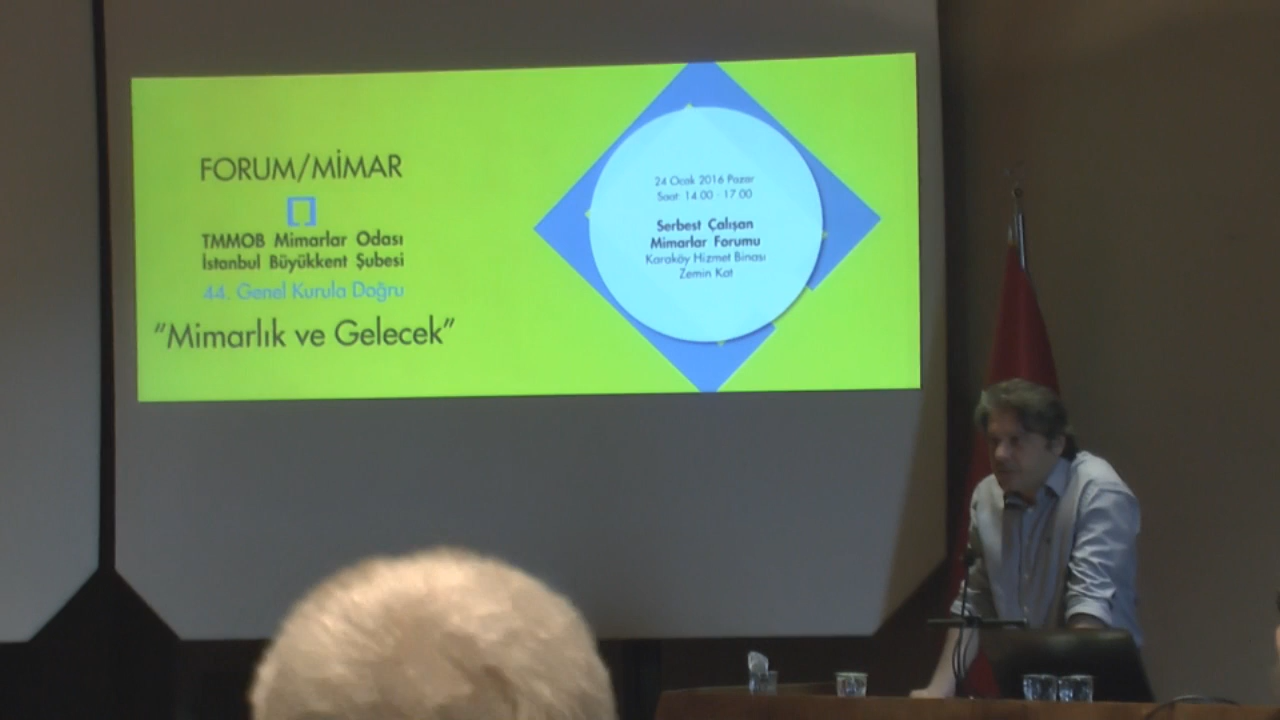 FORUM/MİMAR
TMMOB Mimarlar Odası
İstanbul Büyükkent Şubesi
44. Genel Kurula Doğru
"Mimarlık ve Gelecek"
24 Ocak 2016 Pazar
Saat: 14.00 - 17.00
Serbest Çalışan
Mimarlar Forumu
Karaköy Hizmet Binası
Zemin Kat